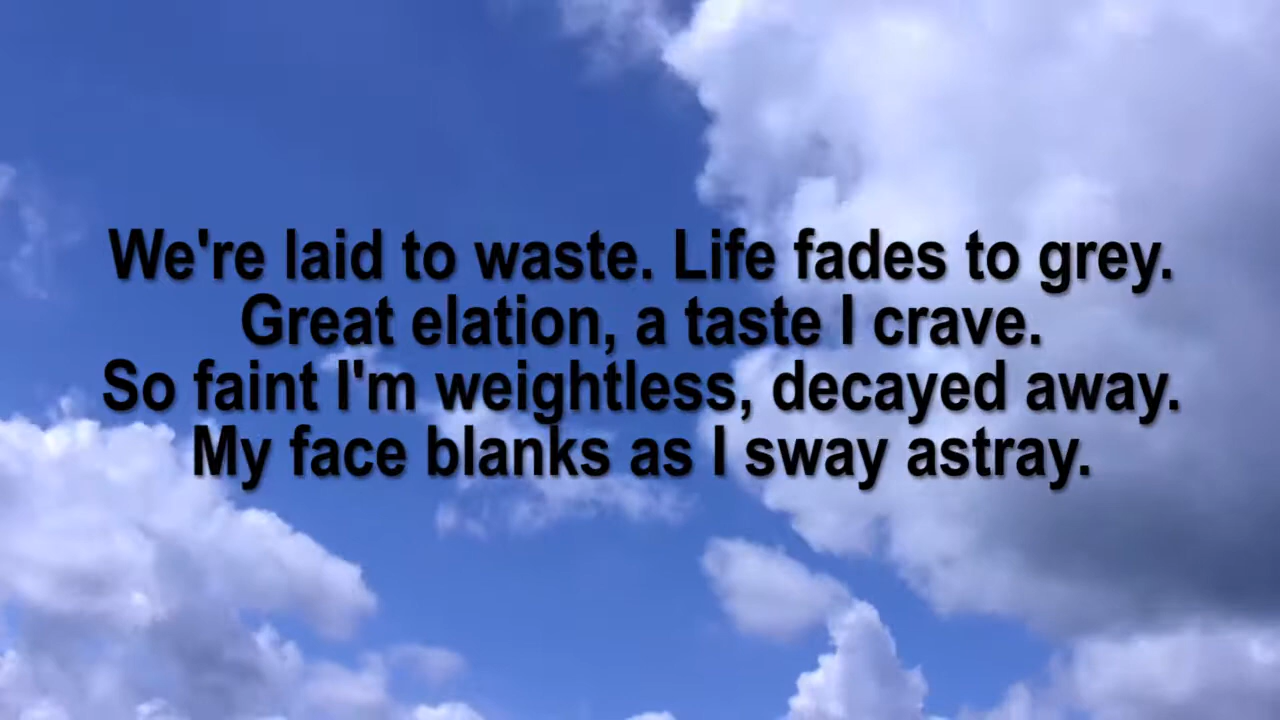 We're laid to waste. Life fades to grey.
Great elation, a taste I crave.
So faint I'm weightless, decayed away.
My face blanks as I sway astray.